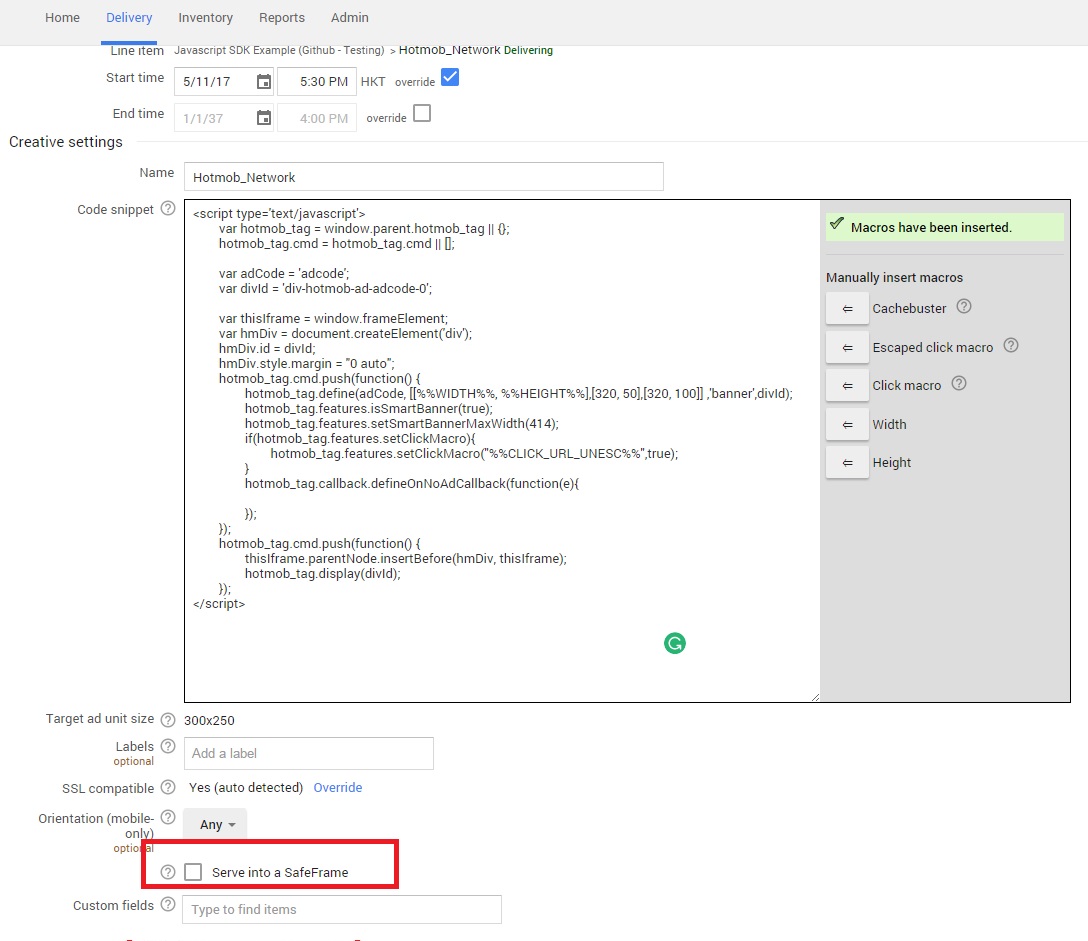 Home Delivery Inventory Reports Admin
Line item Javascript SDK Example (Github - Testing) > Hotmob_Network Delivering
Start time 5/11/17 5:30 PM HKT override
End time 1/1/37 4:00 PM override
Creative settings
Name Hotmob_Network
Code snippet ?
<script type='text/javascript'>
var hotmob_tag = window.parent.hotmob_tag || {};
hotmob_tag.cmd = hotmob_tag.cmd || [];
var adCode = 'adcode';
var divId = 'div-hotmob-ad-adcode-0';
var thisIframe = window.frameElement;
var hmDiv = document.createElement('div');
hmDiv.id = divId;
hmDiv.style.margin = "0 auto";
hotmob_tag.cmd.push(function() {
hotmob_tag.define(adCode, [[%%WIDTH%%, %%HEIGHT%%],[320, 50],[320, 100]] ,'banner',divId);
hotmob_tag.features.isSmartBanner(true);
hotmob_tag.features.setSmartBannerMaxWidth(414);
if(hotmob_tag.features.setClickMacro){
hotmob_tag.features.setClickMacro("%%CLICK_URL_UNESC%%",true);
}
hotmob_tag.callback.defineOnNoAdCallback(function(e){
});
});
hotmob_tag.cmd.push(function() {
thisIframe.parentNode.insertBefore(hmDiv, thisIframe);
hotmob_tag.display(divId);
});
</script>
Macros have been inserted.
Manually insert macros
⇐ Cachebuster ?
⇐ Escaped click macro ?
⇐ Click macro ?
⇐ Width
⇐ Height
Target ad unit size ? 300x250
Labels ? Add a label
optional
SSL compatible ? Yes (auto detected) Override
Orientation (mobile-
only) ? Any
optional
? Serve into a SafeFrame
Custom fields ? Type to find items